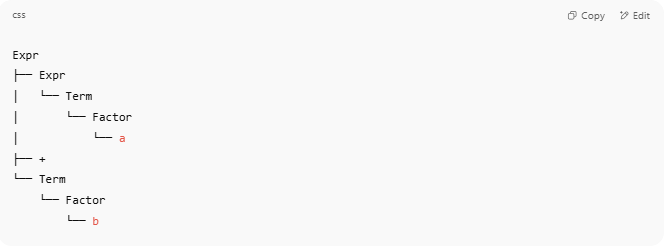 css
Copy
Edit
Expr
├── Expr
│   └── Term
│       └── Factor
│           └── a
├── +
└── Term
    └── Factor
        └── b